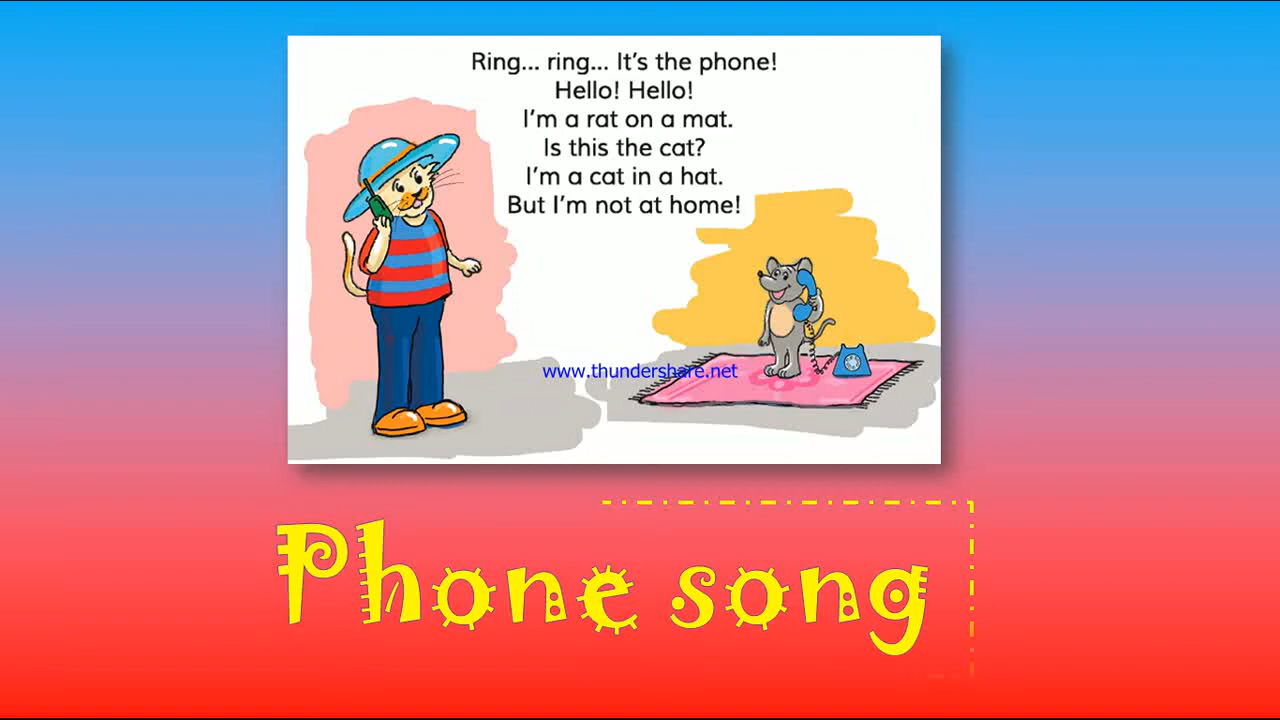 Ring... ring... It's the phone!
Hello! Hello!
I'm a rat on a mat.
Is this the cat?
I'm a cat in a hat.
But I'm not at home!
www.thundershare.net
Phone song